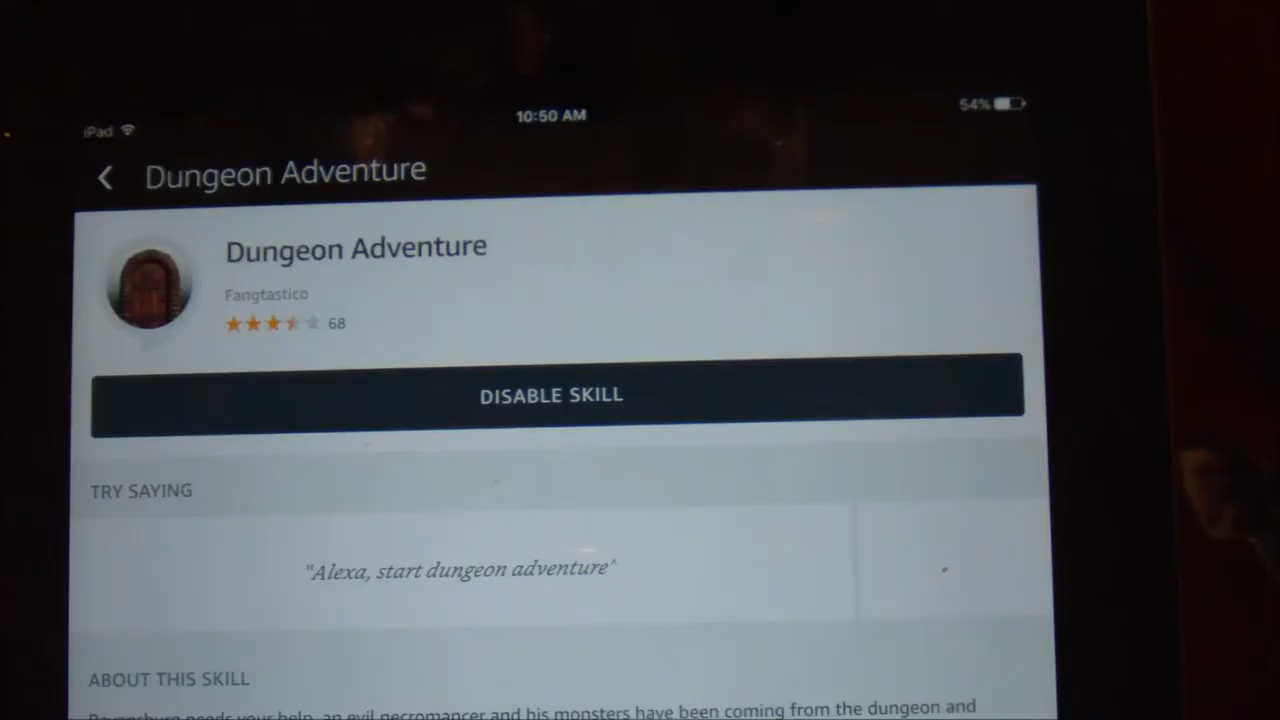 iPad
10:50 AM
54%
Dungeon Adventure
Dungeon Adventure
Fangtastico
68
DISABLE SKILL
TRY SAYING
"Alexa, start dungeon adventure"
ABOUT THIS SKILL
needs your help, an evil necromancer and his monsters have been coming from the dungeon and